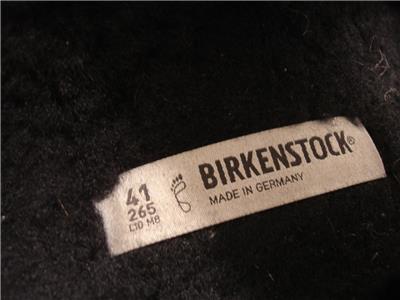 41
265
L10 M8
BIRKENSTOCK®
MADE IN GERMANY